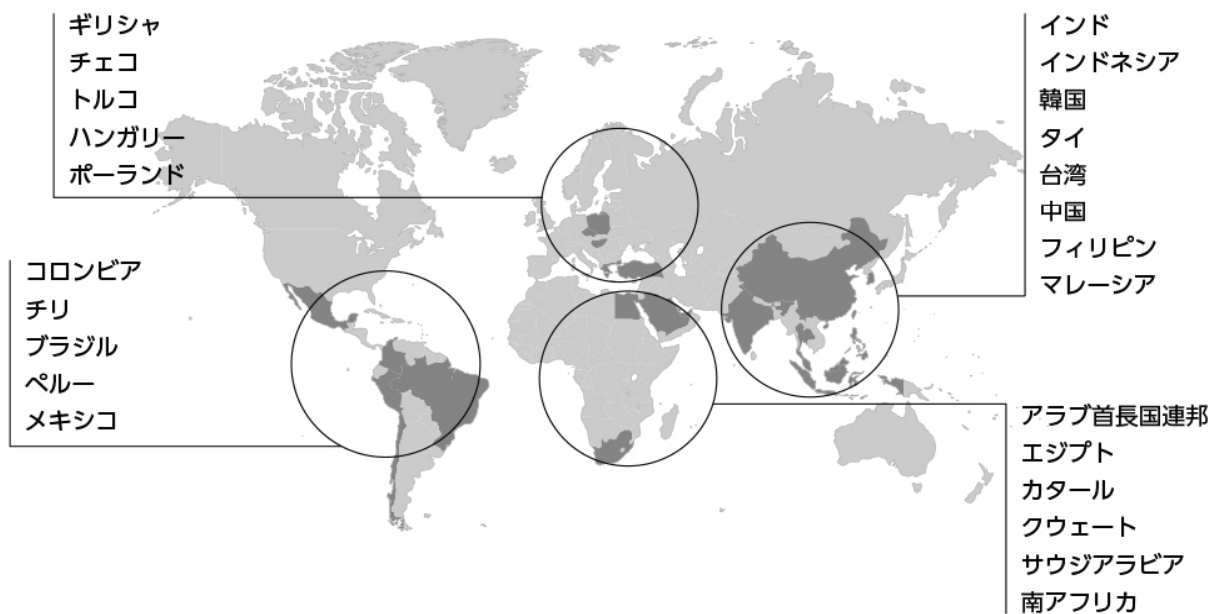 ギリシャ
チェコ
トルコ
ハンガリー
ポーランド
コロンビア
チリ
ブラジル
ペルー
メキシコ
インド
インドネシア
韓国
タイ
台湾
中国
フィリピン
マレーシア
アラブ首長国連邦
エジプト
カタール
クウェート
サウジアラビア
南アフリカ